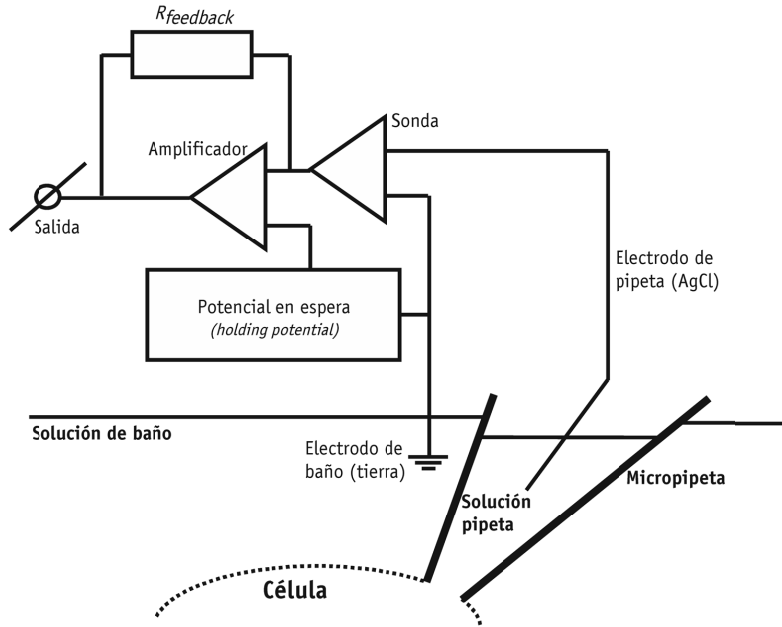 Rfeedback
Sonda
Amplificador
Salida
Electrodo de
pipeta (AgCl)
Potencial en espera
(holding potential)
Solución de baño
Electrodo de
baño (tierra)
Solución
pipeta
Micropipeta
Célula